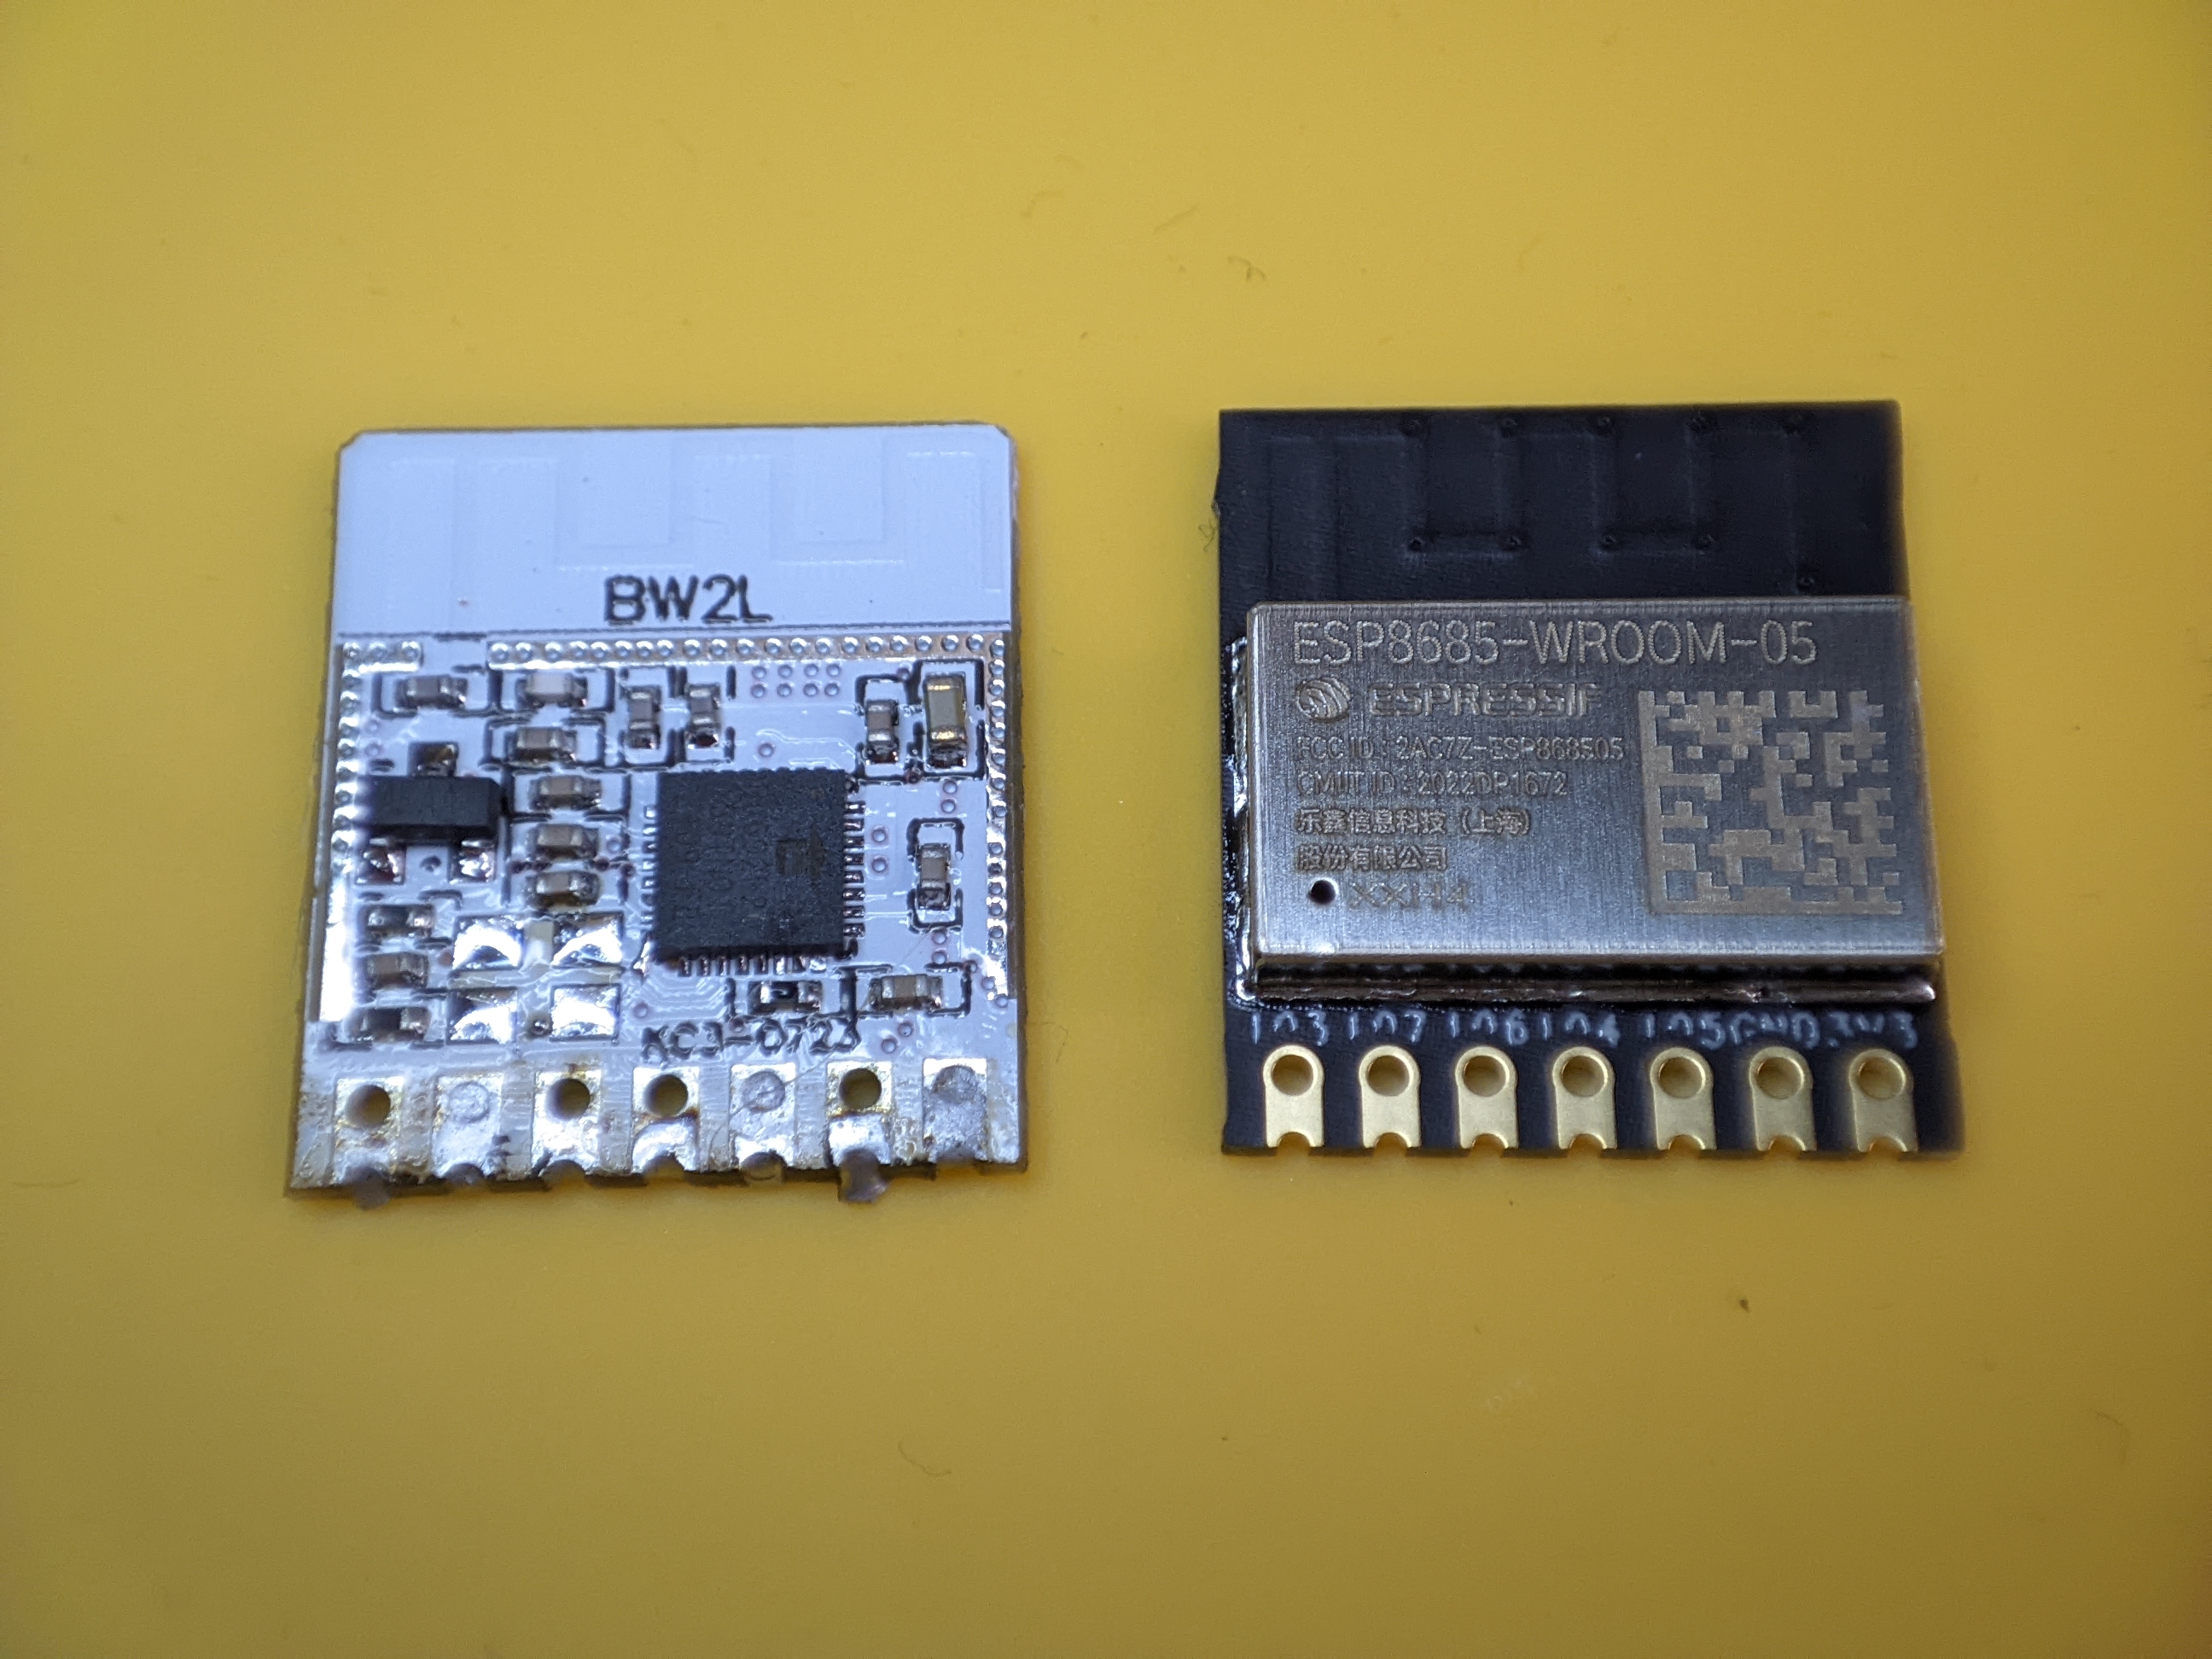 BW2L
KC3-0723
ESP8685-WROOM-05
ESPRESSIF
FCC ID: 2AC7Z-ESP868505
CMIIT ID: 2022DP1672
乐鑫信息科技 (上海)
股份有限公司
XXH4
IO3 IO7 IO6 IO4 IO5 GND 3V3